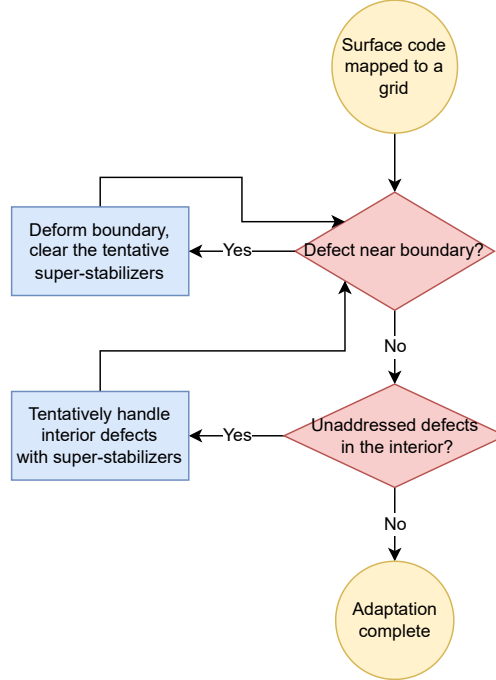 Surface code
mapped to a
grid
Deform boundary,
clear the tentative
super-stabilizers
Yes
Defect near boundary?
No
Tentatively handle
interior defects
with super-stabilizers
Yes
Unaddressed defects
in the interior?
No
Adaptation
complete